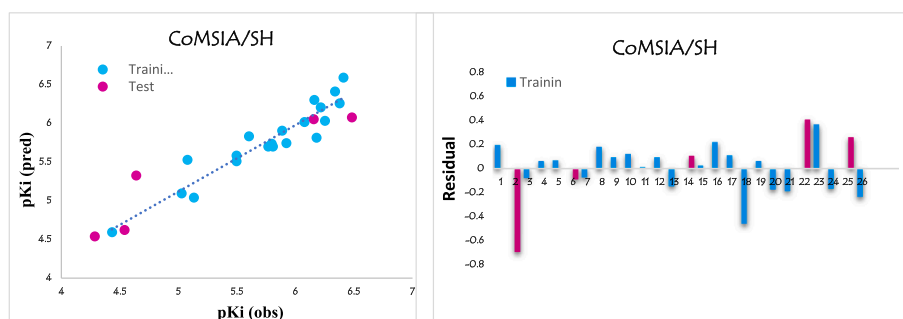 CoMSIA/SH
7
6.5
6
5.5
5
4.5
4
Traini...
Test
pKi (pred)
4 4.5 5 5.5 6 6.5 7
pKi (obs)
CoMSIA/SH
0.8
0.6
0.4
0.2
0
-0.2
-0.4
-0.6
-0.8
Trainin
Residual
1 2 3 4 5 6 7 8 9 10 11 12 13 14 15 16 17 18 19 20 21 22 23 24 25 26